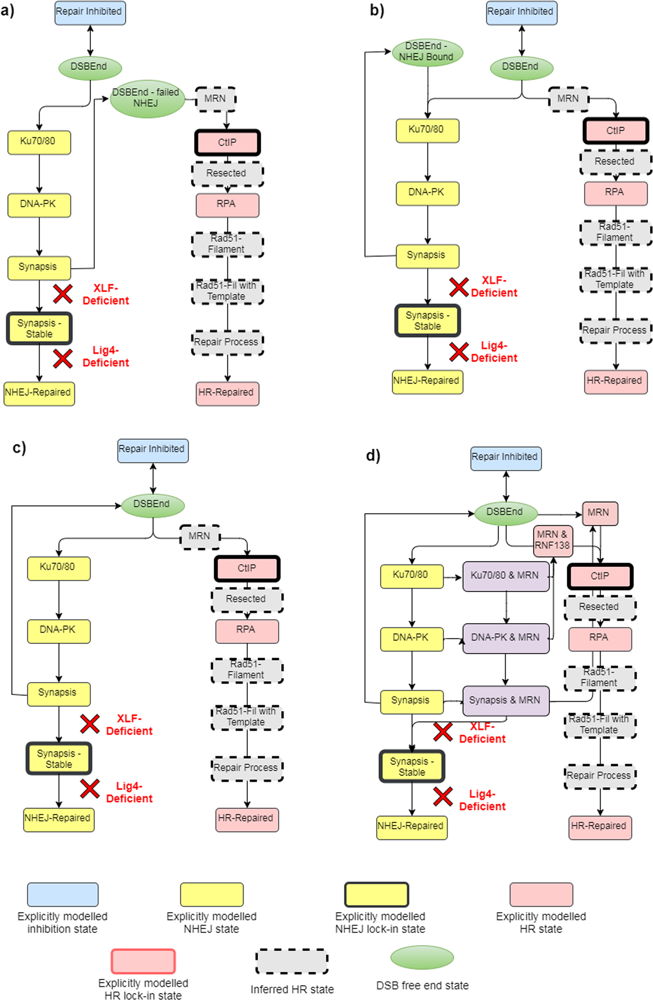 a)
Repair Inhibited
DSBEnd
DSBEnd - failed
NHEJ
MRN
Ku70/80
CtIP
Resected
DNA-PK
RPA
Rad51-
Filament
Synapsis
XLF-
Deficient
Rad51-Fil with
Template
Synapsis -
Stable
Lig4-
Deficient
Repair Process
NHEJ-Repaired
HR-Repaired
b)
Repair Inhibited
DSBEnd -
NHEJ Bound
DSBEnd
MRN
Ku70/80
CtIP
Resected
DNA-PK
RPA
Rad51-
Filament
Synapsis
XLF-
Deficient
Rad51-Fil with
Template
Synapsis -
Stable
Lig4-
Deficient
Repair Process
NHEJ-Repaired
HR-Repaired
c)
Repair Inhibited
DSBEnd
MRN
Ku70/80
CtIP
Resected
DNA-PK
RPA
Rad51-
Filament
Synapsis
XLF-
Deficient
Rad51-Fil with
Template
Synapsis -
Stable
Lig4-
Deficient
Repair Process
NHEJ-Repaired
HR-Repaired
d)
Repair Inhibited
DSBEnd
MRN
MRN &
RNF138
Ku70/80
Ku70/80 & MRN
CtIP
Resected
DNA-PK
DNA-PK & MRN
RPA
Rad51-
Filament
Synapsis
Synapsis & MRN
XLF-
Deficient
Rad51-Fil with
Template
Synapsis -
Stable
Lig4-
Deficient
Repair Process
NHEJ-Repaired
HR-Repaired
Explicitly modelled
inhibition state
Explicitly modelled
NHEJ state
Explicitly modelled
NHEJ lock-in state
Explicitly modelled
HR state
Explicitly modelled
HR lock-in state
Inferred HR state
DSB free end state